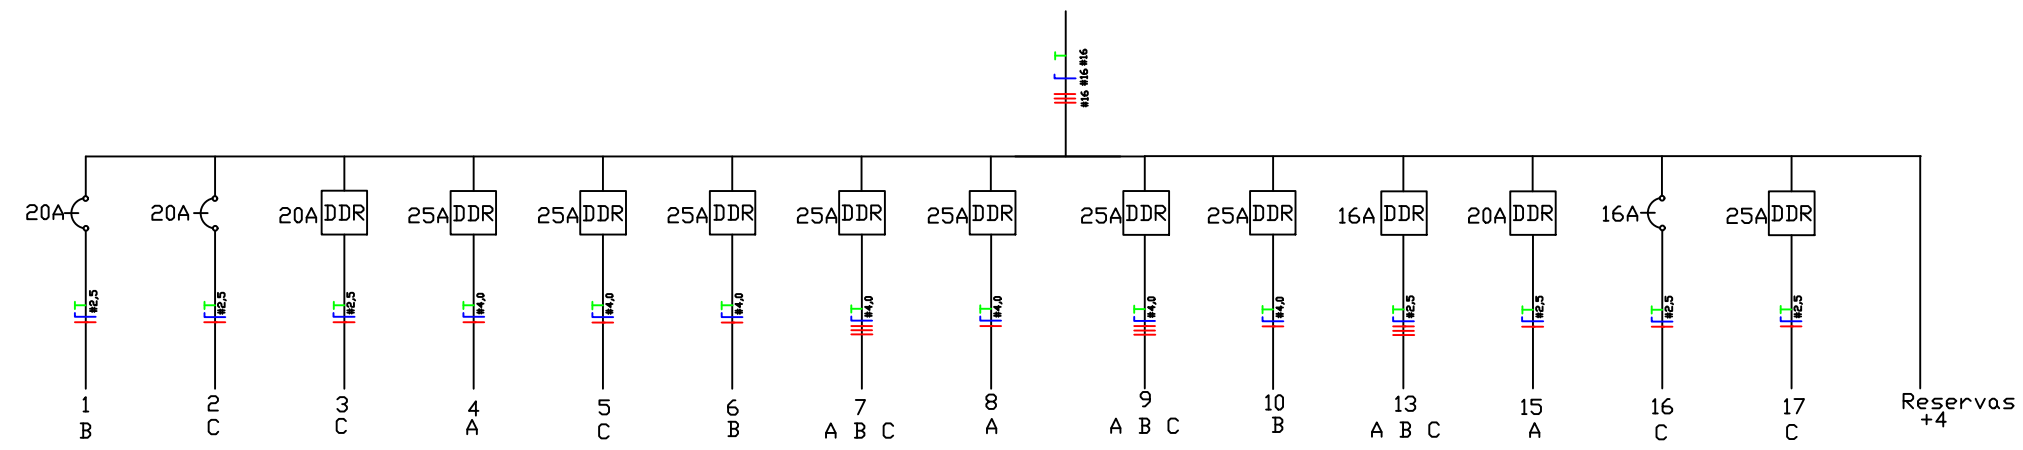 #16
#16
#16
20A
20A
20A DDR
25A DDR
25A DDR
25A DDR
25A DDR
25A DDR
25A DDR
25A DDR
16A DDR
20A DDR
16A
25A DDR
#2,5
#2,5
#2,5
#4,0
#4,0
#4,0
#4,0
#4,0
#4,0
#4,0
#2,5
#2,5
#2,5
#2,5
1
B
2
C
3
C
4
A
5
C
6
B
7
A B C
8
A
9
A B C
10
B
13
A B C
15
A
16
C
17
C
Reservas
+4